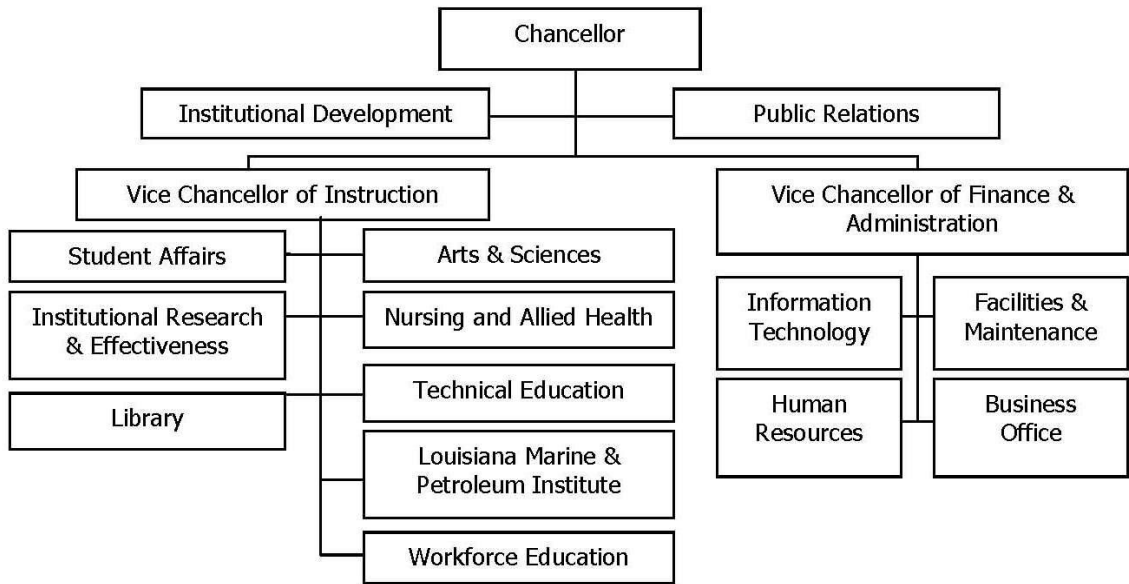 Chancellor
Institutional Development
Public Relations
Vice Chancellor of Instruction
Vice Chancellor of Finance &
Administration
Student Affairs
Arts & Sciences
Institutional Research
& Effectiveness
Nursing and Allied Health
Library
Technical Education
Louisiana Marine &
Petroleum Institute
Workforce Education
Information
Technology
Facilities &
Maintenance
Human
Resources
Business
Office